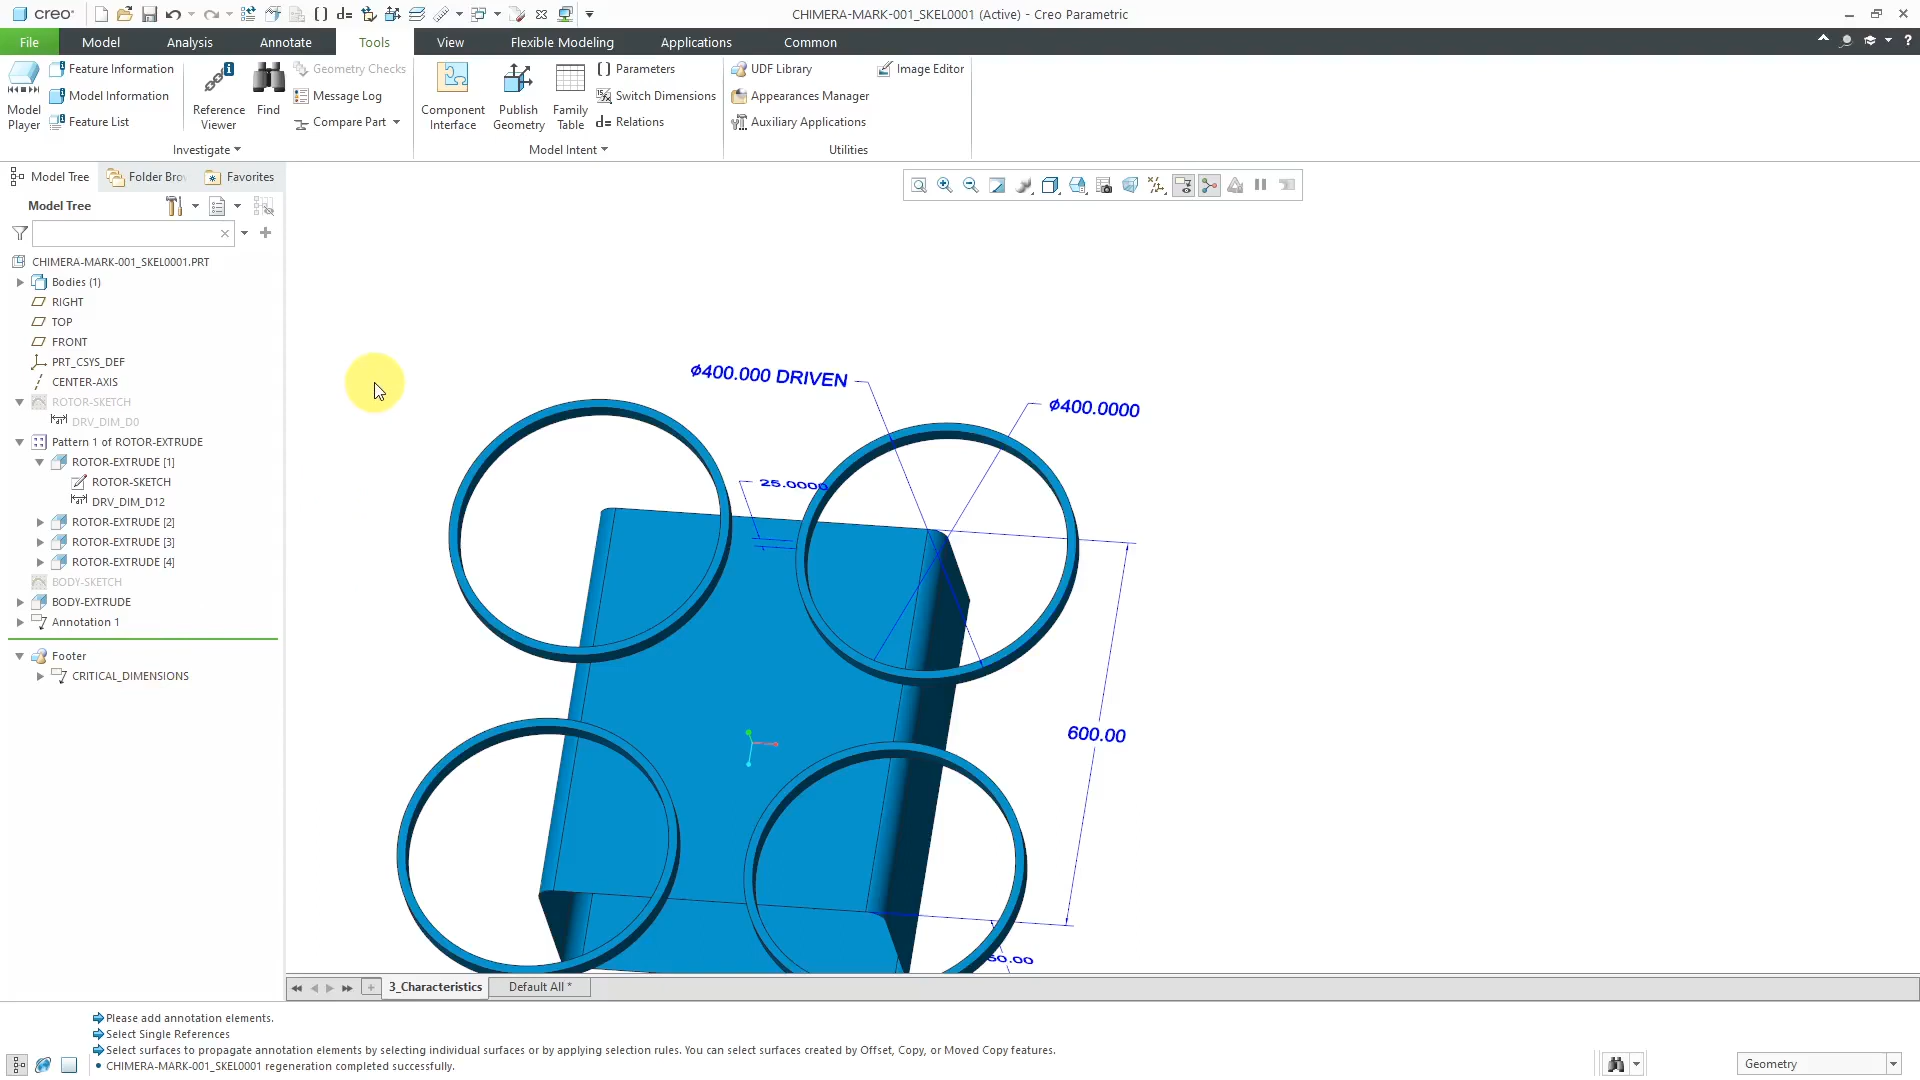 creo
CHIMERA-MARK-001_SKEL0001 (Active) - Creo Parametric
File
Model
Analysis
Annotate
Tools
View
Flexible Modeling
Applications
Common
Model Player
Feature Information
Model Information
Feature List
Reference Viewer
Find
Geometry Checks
Message Log
Compare Part
Investigate
Component Interface
Publish Geometry
Family Table
Parameters
Switch Dimensions
d= Relations
Model Intent
UDF Library
Appearances Manager
Auxiliary Applications
Image Editor
Utilities
Model Tree
Folder Bro
Favorites
Model Tree
CHIMERA-MARK-001_SKEL0001.PRT
Bodies (1)
RIGHT
TOP
FRONT
PRT_CSYS_DEF
CENTER-AXIS
ROTOR-SKETCH
DRV_DIM_D0
Pattern 1 of ROTOR-EXTRUDE
ROTOR-EXTRUDE [1]
ROTOR-SKETCH
DRV_DIM_D12
ROTOR-EXTRUDE [2]
ROTOR-EXTRUDE [3]
ROTOR-EXTRUDE [4]
BODY-SKETCH
BODY-EXTRUDE
Annotation 1
Footer
CRITICAL_DIMENSIONS
⌀400.000 DRIVEN
⌀400.0000
25.0000
600.00
3_Characteristics
Default All *
Please add annotation elements.
Select Single References
Select surfaces to propagate annotation elements by selecting individual surfaces or by applying selection rules. You can select surfaces created by Offset, Copy, or Moved Copy features.
• CHIMERA-MARK-001_SKEL0001 regeneration completed successfully.
Geometry